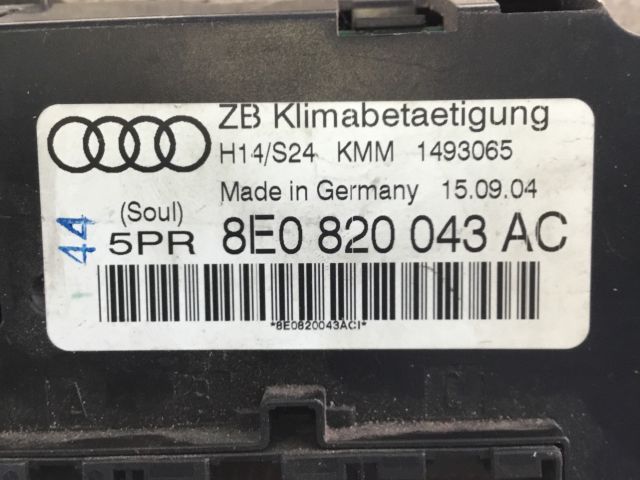 ZB Klimabetaetigung
H14/S24 KMM 1493065
Made in Germany 15.09.04
44
(Soul)
5PR 8E0 820 043 AC
*8E0820043ACI*